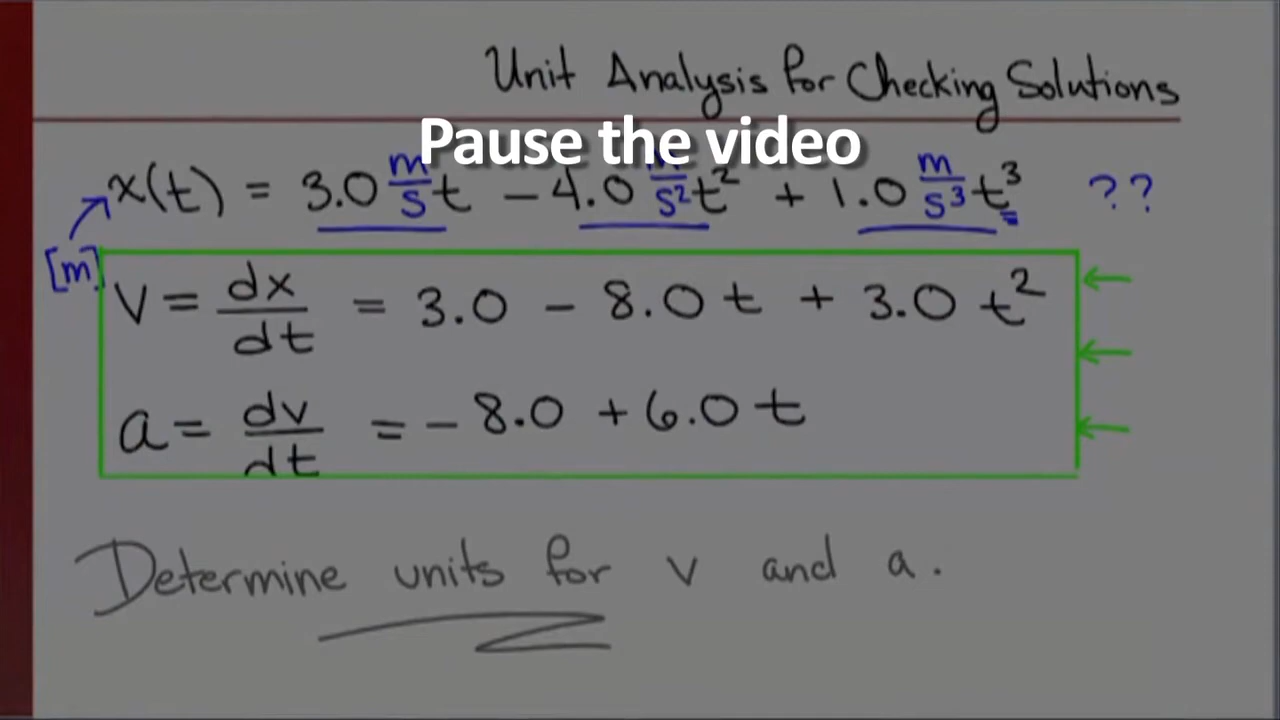 Unit Analysis for Checking Solutions
Pause the video
x(t) = 3.0 m/s t − 4.0 m/s² t² + 1.0 m/s³ t³ ??
[m]
v = dx/dt = 3.0 − 8.0 t + 3.0 t²
a = dv/dt = −8.0 + 6.0 t
Determine units for v and a.